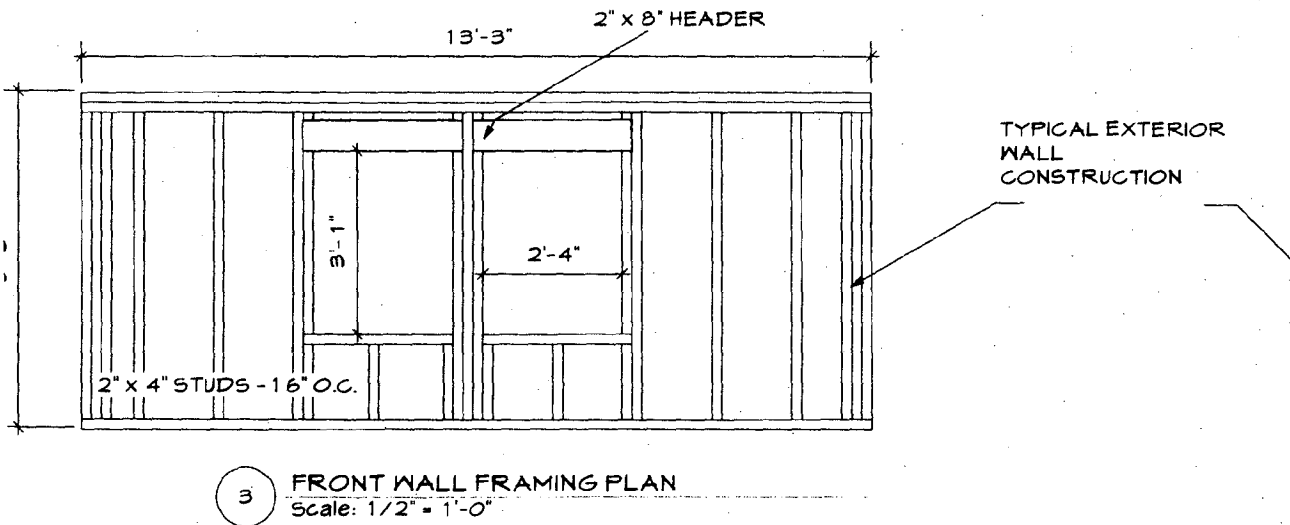 2" x 8" HEADER
13'-3"
TYPICAL EXTERIOR
WALL
CONSTRUCTION
3'-1"
2'-4"
2" x 4" STUDS - 16" O.C.
3
FRONT WALL FRAMING PLAN
Scale: 1/2" = 1'-0"